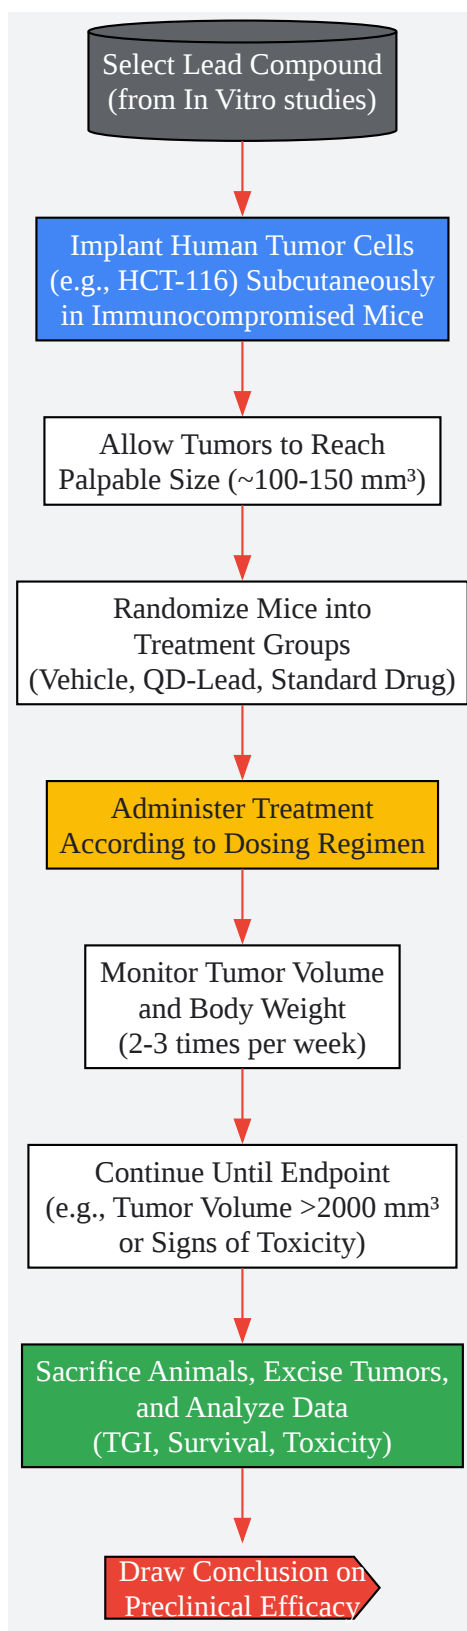 Select Lead Compound
(from In Vitro studies)
Implant Human Tumor Cells
(e.g., HCT-116) Subcutaneously
in Immunocompromised Mice
Allow Tumors to Reach
Palpable Size (~100-150 mm³)
Randomize Mice into
Treatment Groups
(Vehicle, QD-Lead, Standard Drug)
Administer Treatment
According to Dosing Regimen
Monitor Tumor Volume
and Body Weight
(2-3 times per week)
Continue Until Endpoint
(e.g., Tumor Volume >2000 mm³
or Signs of Toxicity)
Sacrifice Animals, Excise Tumors,
and Analyze Data
(TGI, Survival, Toxicity)
Draw Conclusion on
Preclinical Efficacy